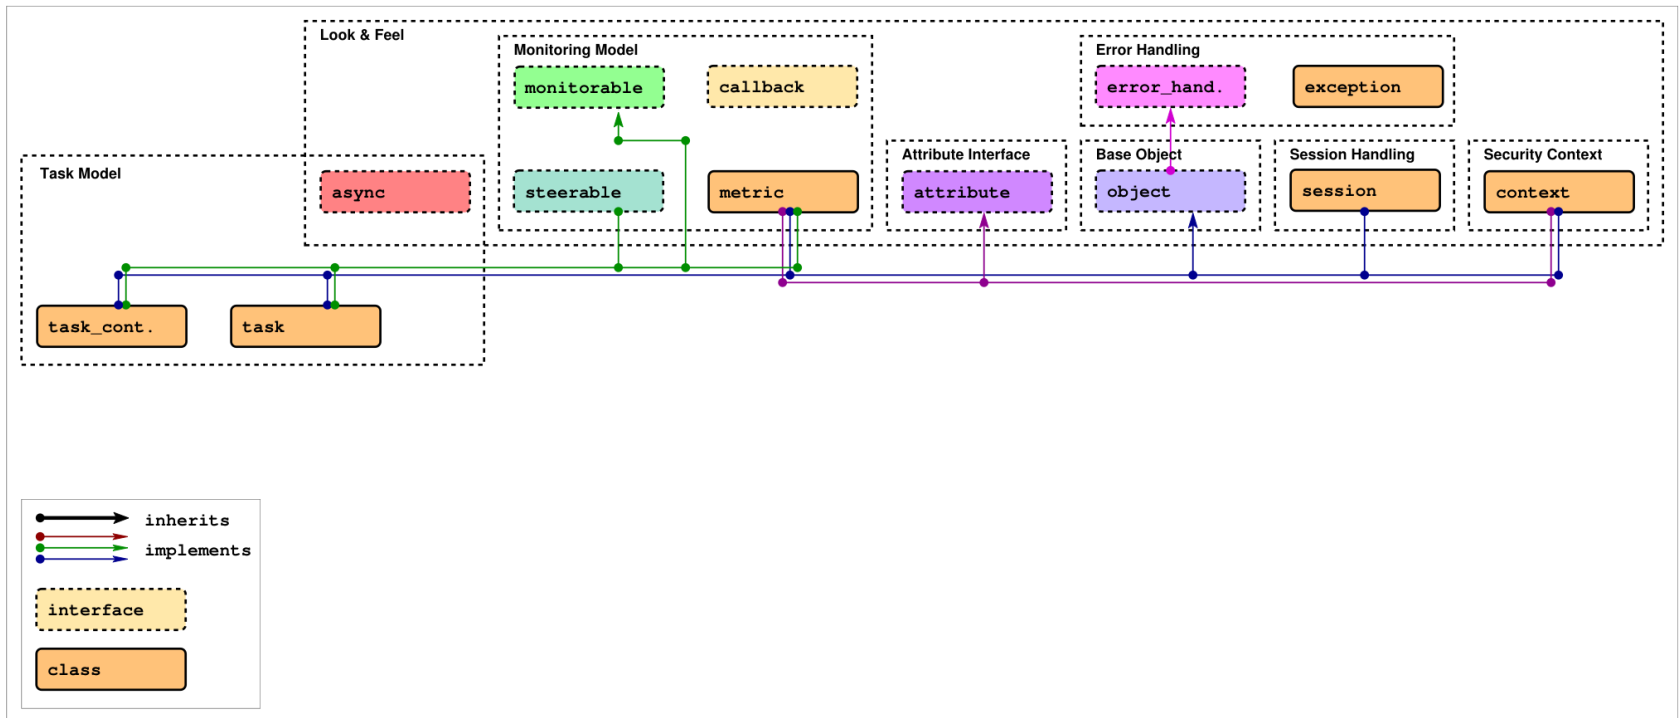 Look & Feel
Monitoring Model
Error Handling
monitorable
callback
error_hand.
exception
Attribute Interface
Base Object
Session Handling
Security Context
Task Model
async
steerable
metric
attribute
object
session
context
task_cont.
task
inherits
implements
interface
class